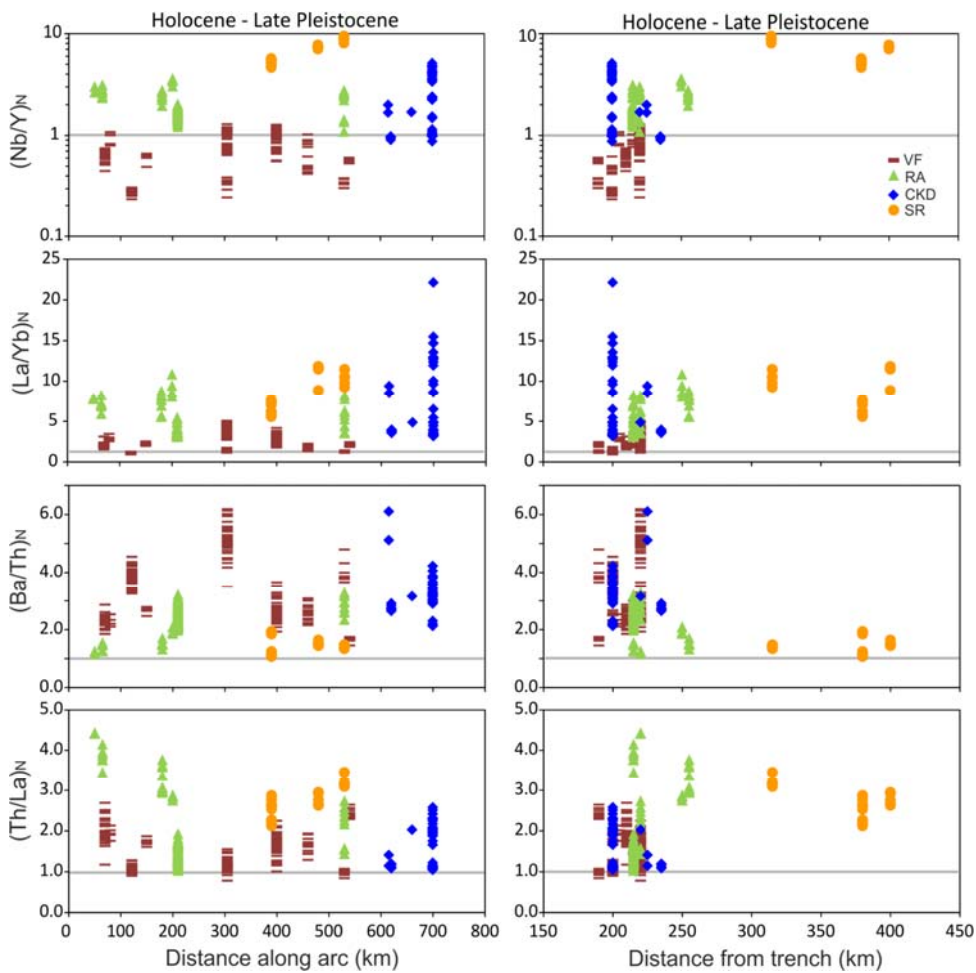 Holocene - Late Pleistocene
Holocene - Late Pleistocene
(Nb/Y)N
10
1
0.1
10
1
0.1
VF
RA
CKD
SR
(La/Yb)N
25
20
15
10
5
0
25
20
15
10
5
0
(Ba/Th)N
6.0
4.0
2.0
0.0
6.0
4.0
2.0
0.0
(Th/La)N
5.0
4.0
3.0
2.0
1.0
0.0
5.0
4.0
3.0
2.0
1.0
0.0
0 100 200 300 400 500 600 700 800
150 200 250 300 350 400 450
Distance along arc (km)
Distance from trench (km)